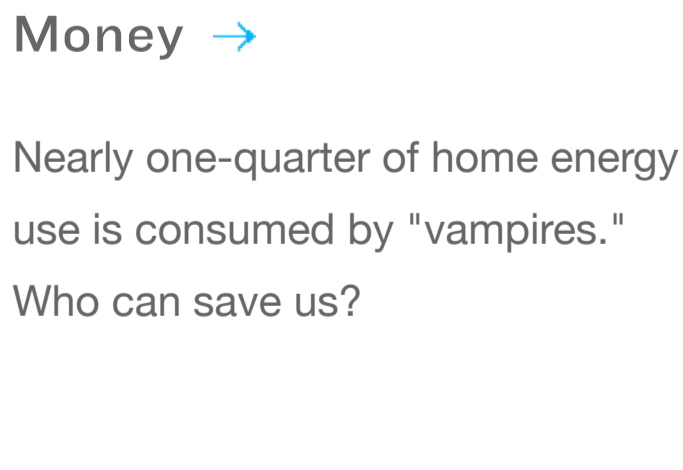 Money →
Nearly one-quarter of home energy
use is consumed by "vampires."
Who can save us?